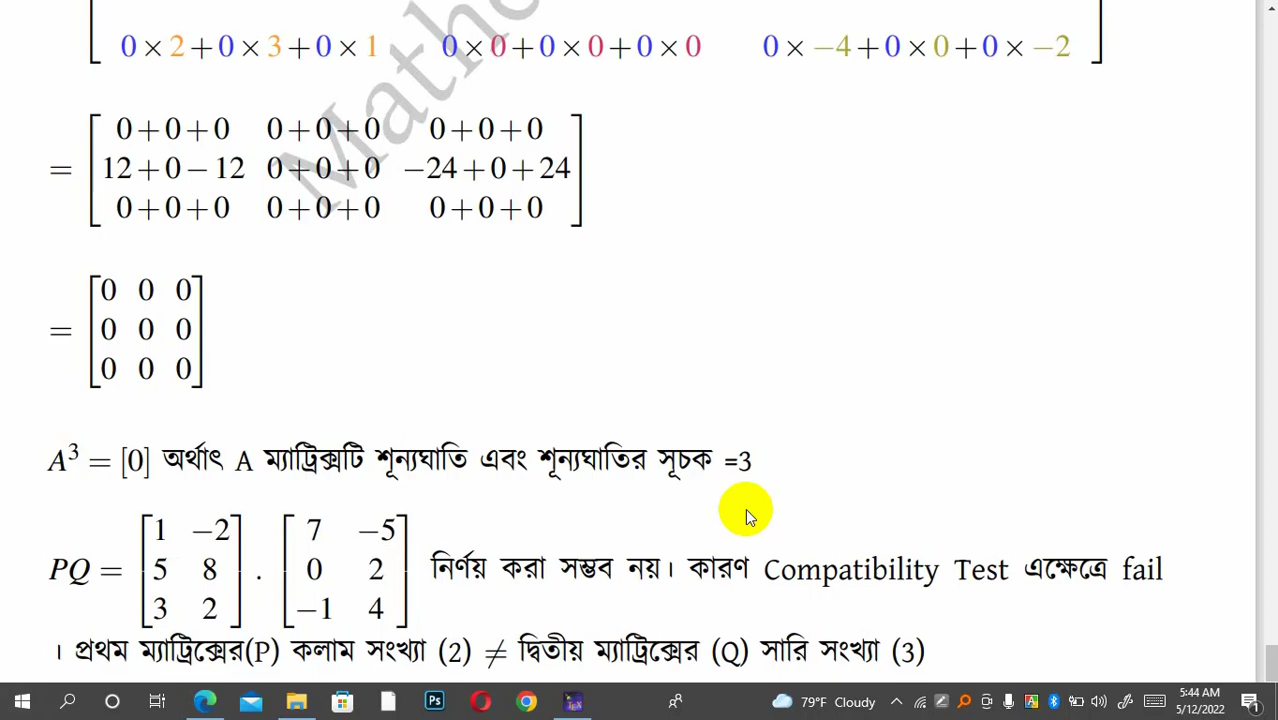 0×2+0×3+0×1 0×0+0×0+0×0 0×−4+0×0+0×−2
0+0+0 0+0+0 0+0+0
= 12+0−12 0+0+0 −24+0+24
0+0+0 0+0+0 0+0+0
0 0 0
= 0 0 0
0 0 0
A³ = [0] অর্থাৎ A ম্যাট্রিক্সটি শূন্যঘাতি এবং শূন্যঘাতির সূচক =3
1 −2 7 −5
PQ = 5 8 . 0 2 নির্ণয় করা সম্ভব নয়। কারণ Compatibility Test এক্ষেত্রে fail
3 2 −1 4
। প্রথম ম্যাট্রিক্সের(P) কলাম সংখ্যা (2) ≠ দ্বিতীয় ম্যাট্রিক্সের (Q) সারি সংখ্যা (3)
79°F Cloudy
5:44 AM
5/12/2022
Ps